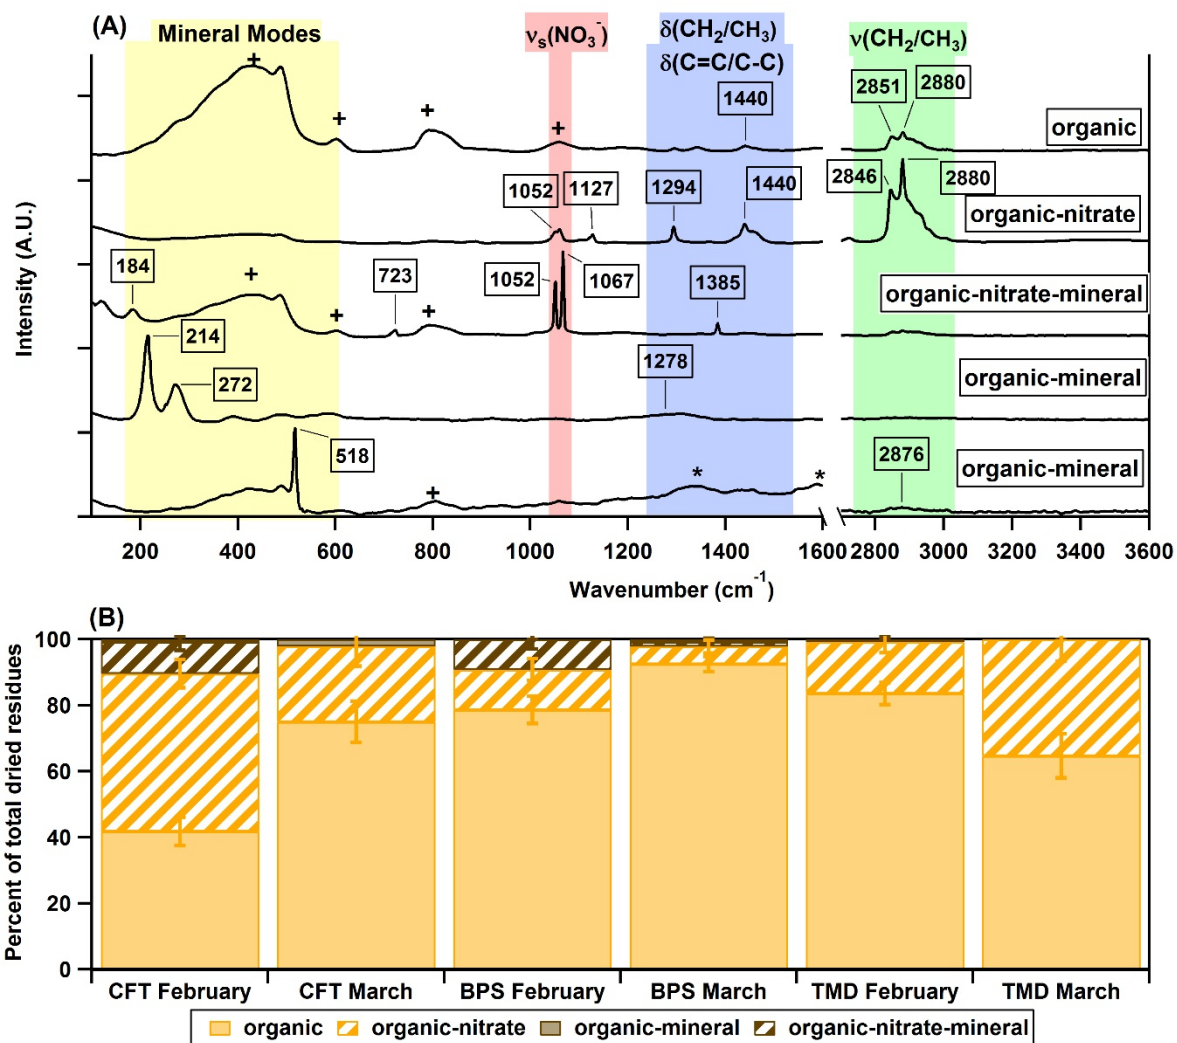 (A)
Mineral Modes
νs(NO3-)
δ(CH2/CH3)
δ(C=C/C-C)
ν(CH2/CH3)
+
+
+
+
1440
2851
2880
organic
1052
1127
1294
1440
2846
2880
organic-nitrate
184
+
+
723
+
1052
1067
1385
organic-nitrate-mineral
214
272
1278
organic-mineral
518
+
*
*
2876
organic-mineral
Intensity (A.U.)
200 400 600 800 1000 1200 1400 1600 2800 3000 3200 3400 3600
Wavenumber (cm-1)
(B)
Percent of total dried residues
100
80
60
40
20
0
CFT February CFT March BPS February BPS March TMD February TMD March
organic organic-nitrate organic-mineral organic-nitrate-mineral